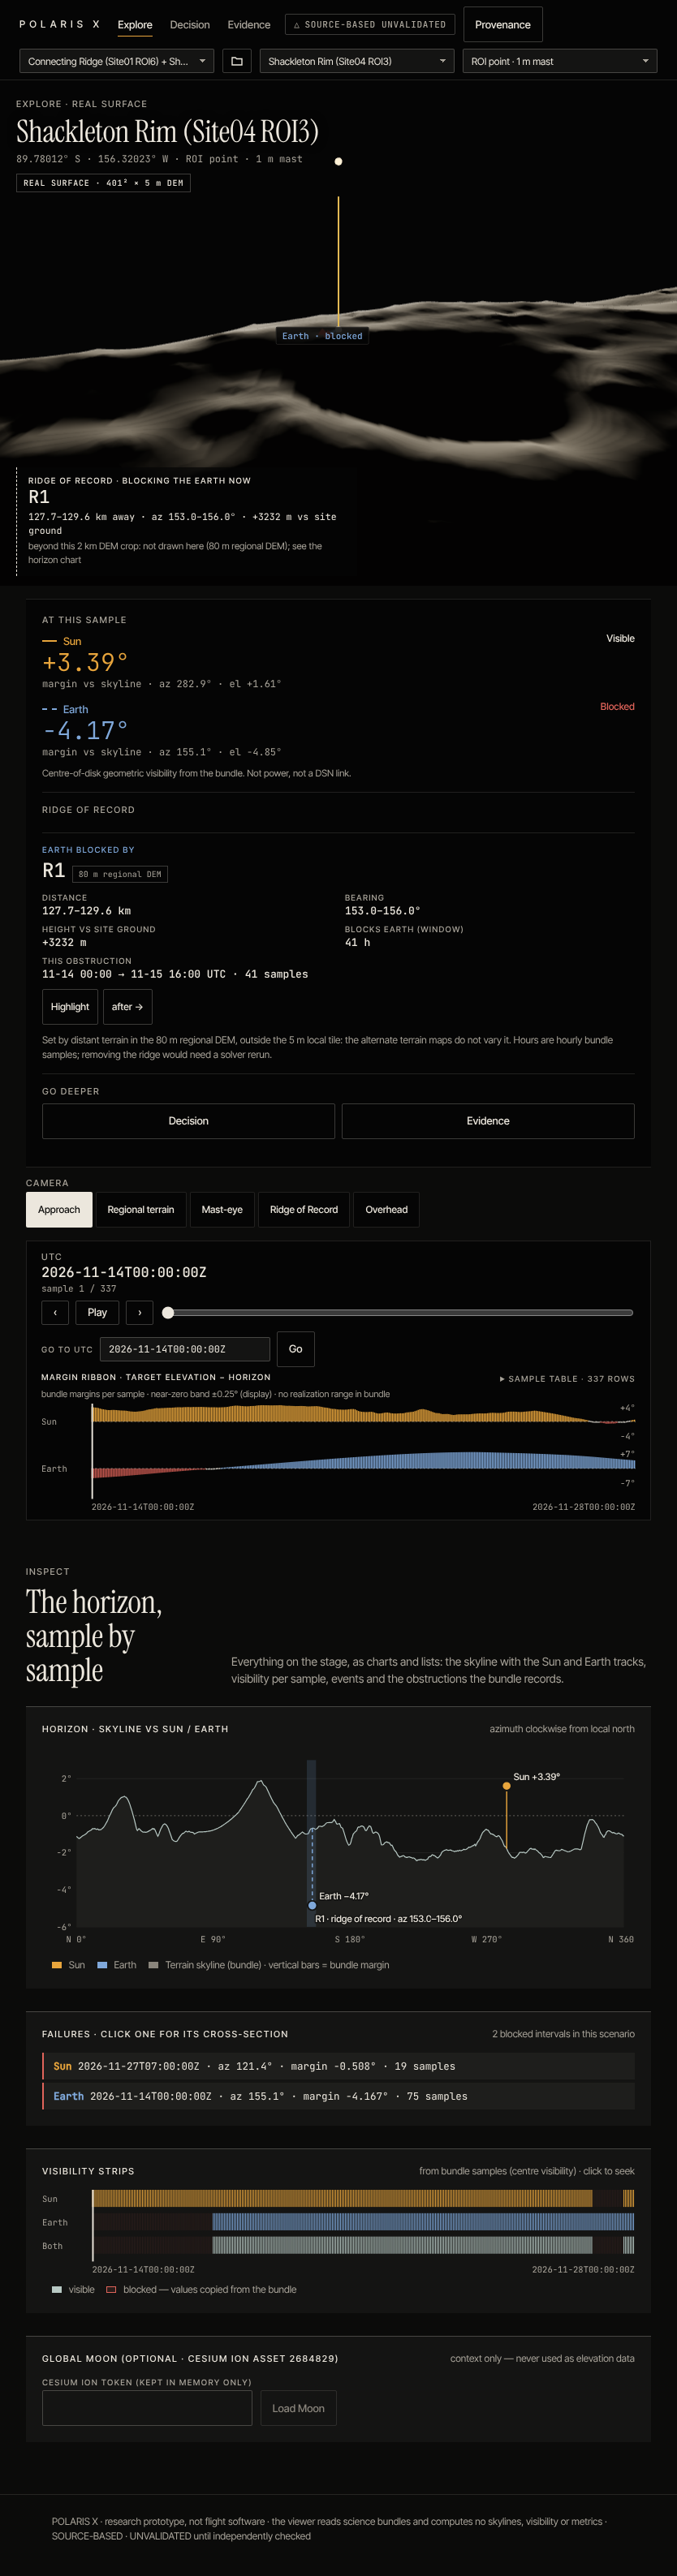 POLARIS X Explore Decision Evidence △ SOURCE-BASED UNVALIDATED Provenance
Connecting Ridge (Site01 ROI6) + Sh... Shackleton Rim (Site04 ROI3) ROI point · 1 m mast
EXPLORE · REAL SURFACE
Shackleton Rim (Site04 ROI3)
89.78012° S · 156.32023° W · ROI point · 1 m mast
REAL SURFACE · 401² × 5 m DEM
Earth · blocked
RIDGE OF RECORD · BLOCKING THE EARTH NOW
R1
127.7–129.6 km away · az 153.0–156.0° · +3232 m vs site
ground
beyond this 2 km DEM crop: not drawn here (80 m regional DEM); see the
horizon chart
AT THIS SAMPLE
Sun Visible
+3.39°
margin vs skyline · az 282.9° · el +1.61°
Earth Blocked
-4.17°
margin vs skyline · az 155.1° · el -4.85°
Centre-of-disk geometric visibility from the bundle. Not power, not a DSN link.
RIDGE OF RECORD
EARTH BLOCKED BY
R1 80 m regional DEM
DISTANCE BEARING
127.7–129.6 km 153.0–156.0°
HEIGHT VS SITE GROUND BLOCKS EARTH (WINDOW)
+3232 m 41 h
THIS OBSTRUCTION
11-14 00:00 → 11-15 16:00 UTC · 41 samples
Highlight after →
Set by distant terrain in the 80 m regional DEM, outside the 5 m local tile: the alternate terrain maps do not vary it. Hours are hourly bundle
samples; removing the ridge would need a solver rerun.
GO DEEPER
Decision Evidence
CAMERA
Approach Regional terrain Mast-eye Ridge of Record Overhead
UTC
2026-11-14T00:00:00Z
sample 1 / 337
‹ Play ›
GO TO UTC 2026-11-14T00:00:00Z Go
MARGIN RIBBON · TARGET ELEVATION − HORIZON ▸ SAMPLE TABLE · 337 ROWS
bundle margins per sample · near-zero band ±0.25° (display) · no realization range in bundle
+4°
Sun
-4°
+7°
Earth
-7°
2026-11-14T00:00:00Z 2026-11-28T00:00:00Z
INSPECT
The horizon,
sample by
sample
Everything on the stage, as charts and lists: the skyline with the Sun and Earth tracks,
visibility per sample, events and the obstructions the bundle records.
HORIZON · SKYLINE VS SUN / EARTH azimuth clockwise from local north
2°
0°
-2°
-4°
-6°
Sun +3.39°
Earth −4.17°
R1 · ridge of record · az 153.0–156.0°
N 0° E 90° S 180° W 270° N 360
Sun Earth Terrain skyline (bundle) · vertical bars = bundle margin
FAILURES · CLICK ONE FOR ITS CROSS-SECTION 2 blocked intervals in this scenario
Sun 2026-11-27T07:00:00Z · az 121.4° · margin -0.508° · 19 samples
Earth 2026-11-14T00:00:00Z · az 155.1° · margin -4.167° · 75 samples
VISIBILITY STRIPS from bundle samples (centre visibility) · click to seek
Sun
Earth
Both
2026-11-14T00:00:00Z 2026-11-28T00:00:00Z
visible blocked — values copied from the bundle
GLOBAL MOON (OPTIONAL · CESIUM ION ASSET 2684829) context only — never used as elevation data
CESIUM ION TOKEN (KEPT IN MEMORY ONLY)
Load Moon
POLARIS X · research prototype, not flight software · the viewer reads science bundles and computes no skylines, visibility or metrics ·
SOURCE-BASED · UNVALIDATED until independently checked